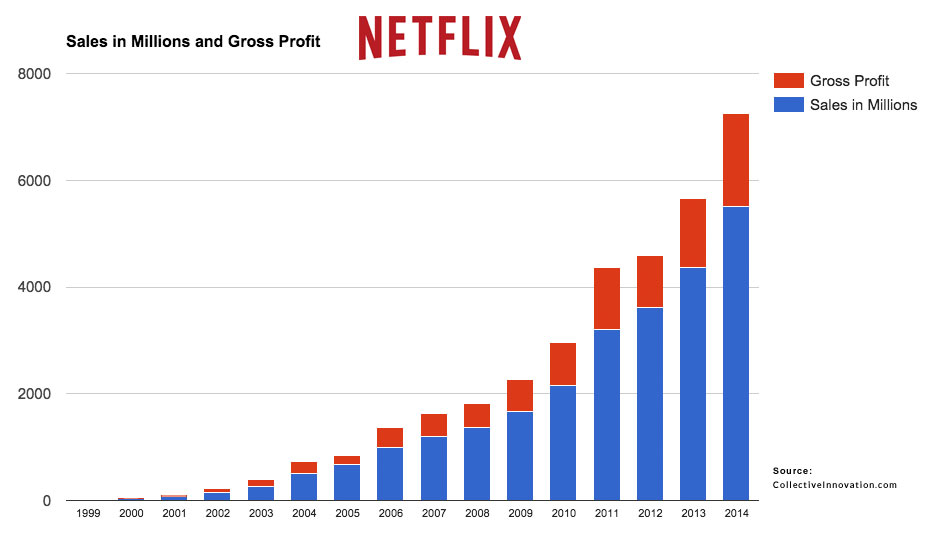 Sales in Millions and Gross Profit
NETFLIX
8000
6000
4000
2000
0
Gross Profit
Sales in Millions
Source:
CollectiveInnovation.com
1999 2000 2001 2002 2003 2004 2005 2006 2007 2008 2009 2010 2011 2012 2013 2014